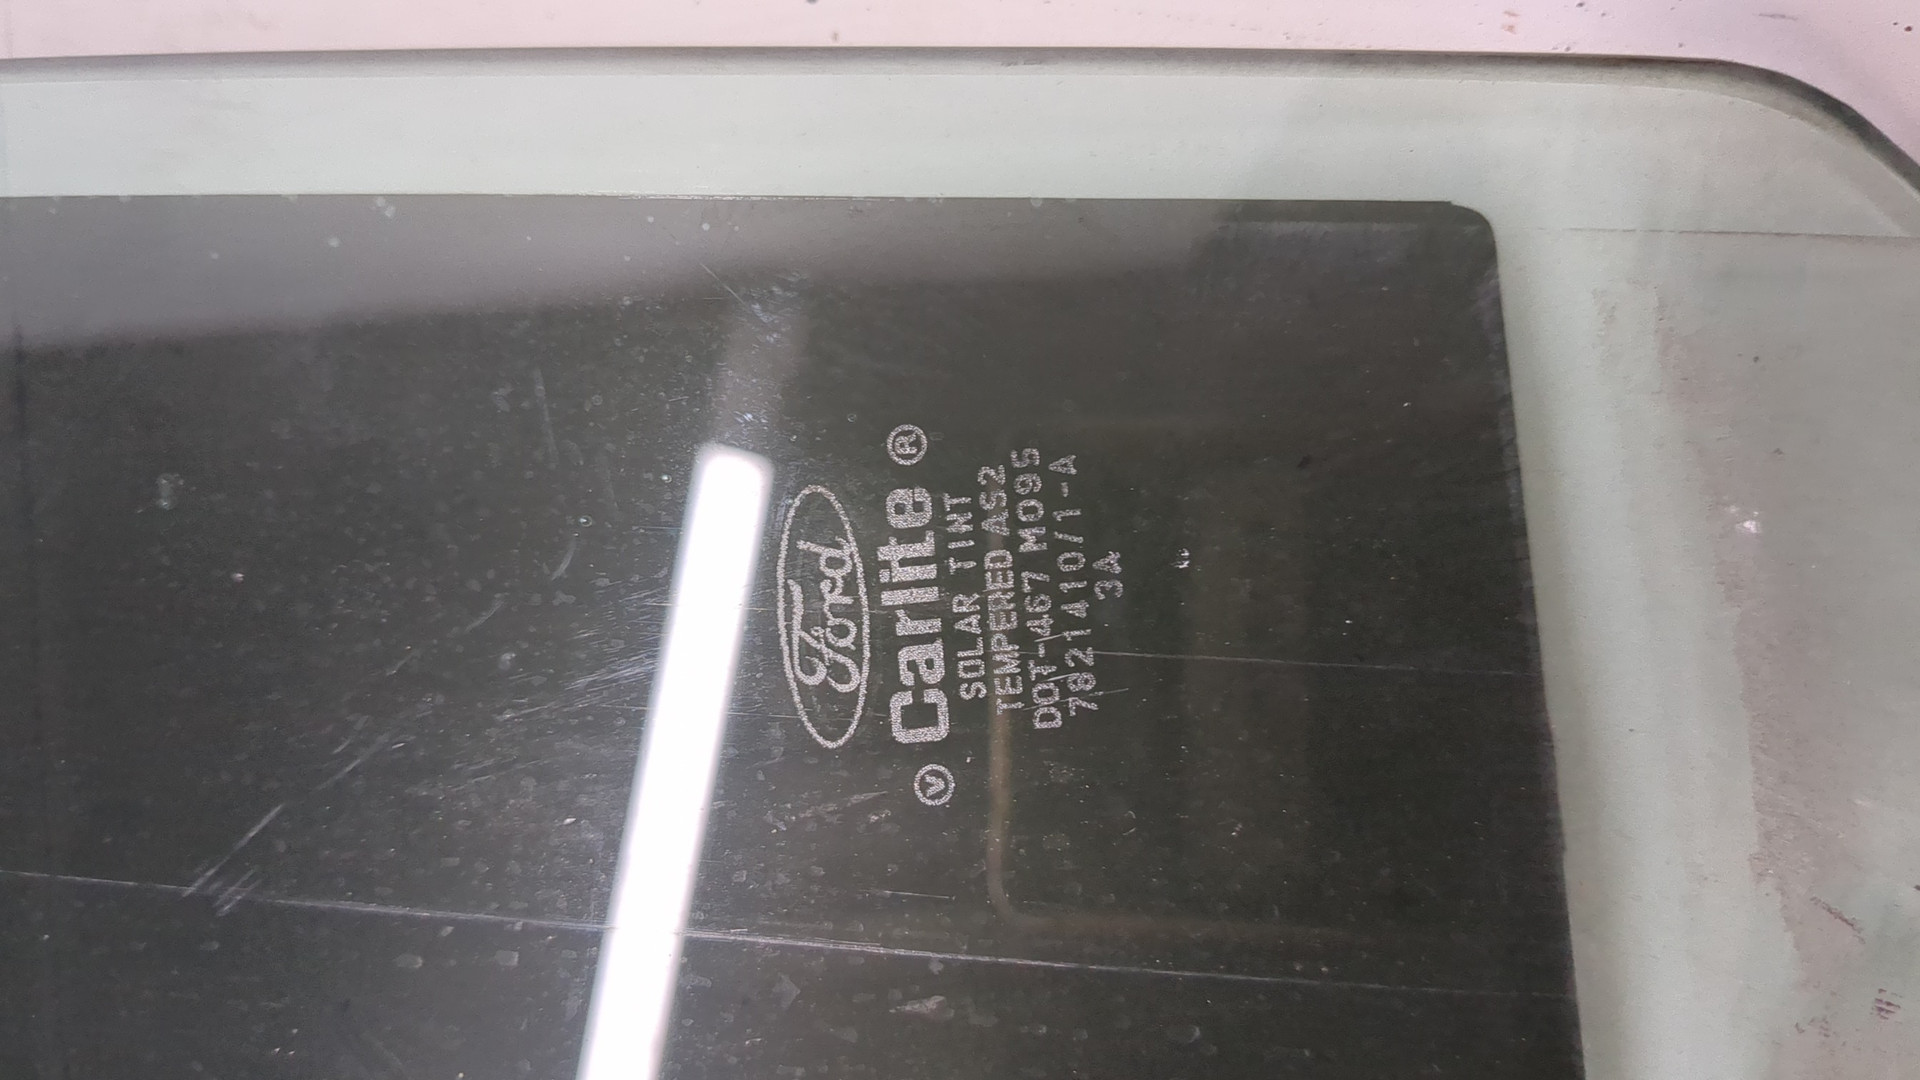 Ford
V Carlite ®
SOLAR TINT
TEMPERED AS2
DOT-467 M095
7821410/1-A
3A